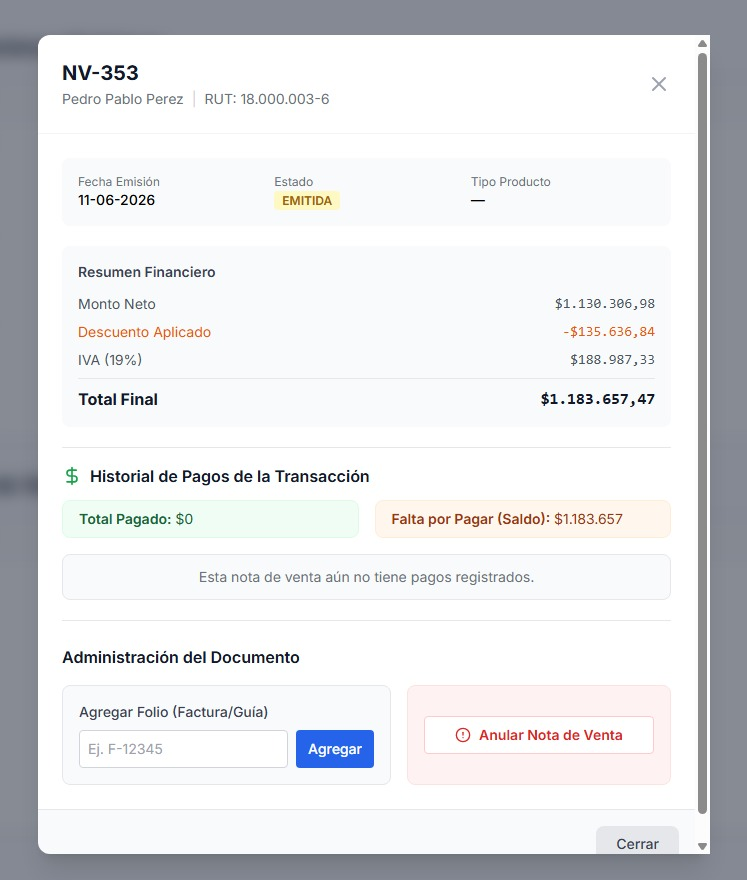 NV-353
Pedro Pablo Perez | RUT: 18.000.003-6
Fecha Emisión Estado Tipo Producto
11-06-2026 EMITIDA —
Resumen Financiero
Monto Neto $1.130.306,98
Descuento Aplicado -$135.636,84
IVA (19%) $188.987,33
Total Final $1.183.657,47
Historial de Pagos de la Transacción
Total Pagado: $0 Falta por Pagar (Saldo): $1.183.657
Esta nota de venta aún no tiene pagos registrados.
Administración del Documento
Agregar Folio (Factura/Guía)
Ej. F-12345 Agregar Anular Nota de Venta
Cerrar